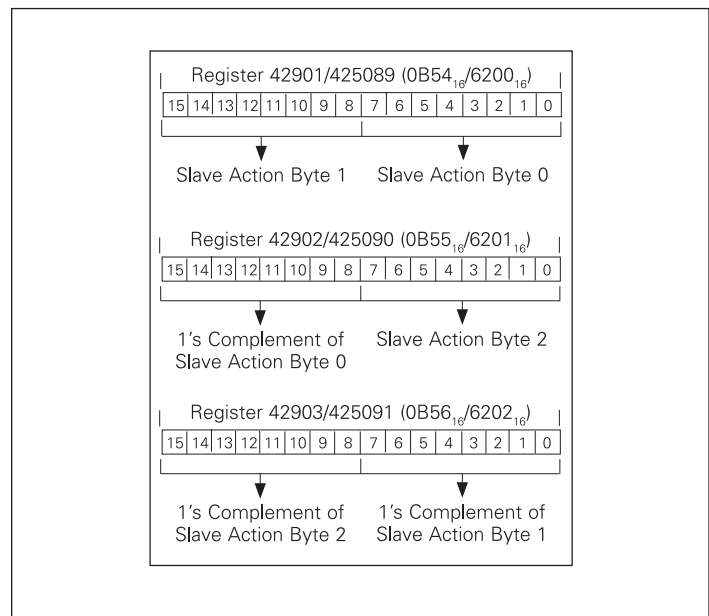 Register 42901/425089 (0B54₁₆/6200₁₆)
15 14 13 12 11 10 9 8 7 6 5 4 3 2 1 0
Slave Action Byte 1 Slave Action Byte 0
Register 42902/425090 (0B55₁₆/6201₁₆)
15 14 13 12 11 10 9 8 7 6 5 4 3 2 1 0
1's Complement of Slave Action Byte 2
Slave Action Byte 0
Register 42903/425091 (0B56₁₆/6202₁₆)
15 14 13 12 11 10 9 8 7 6 5 4 3 2 1 0
1's Complement of 1's Complement of
Slave Action Byte 2 Slave Action Byte 1